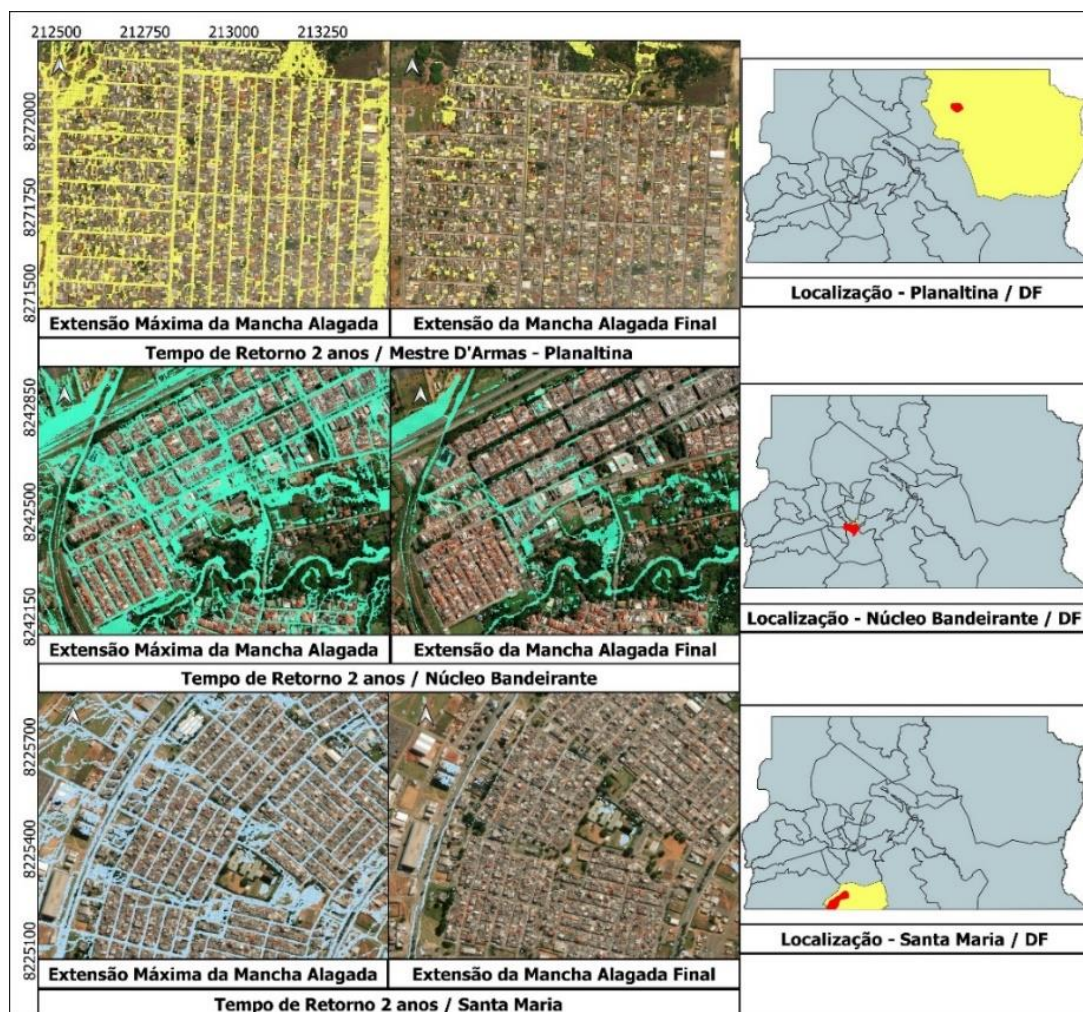 212500 212750 213000 213250
8272000
8271750
8271500
Extensão Máxima da Mancha Alagada
Extensão da Mancha Alagada Final
Localização - Planaltina / DF
Tempo de Retorno 2 anos / Mestre D'Armas - Planaltina
8242850
8242500
8242150
Extensão Máxima da Mancha Alagada
Extensão da Mancha Alagada Final
Localização - Núcleo Bandeirante / DF
Tempo de Retorno 2 anos / Núcleo Bandeirante
8225700
8225400
8225100
Extensão Máxima da Mancha Alagada
Extensão da Mancha Alagada Final
Localização - Santa Maria / DF
Tempo de Retorno 2 anos / Santa Maria